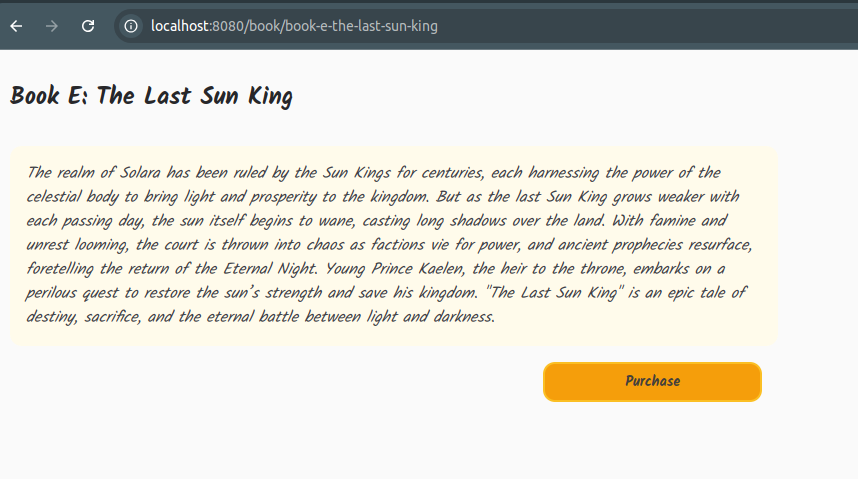 localhost:8080/book/book-e-the-last-sun-king
Book E: The Last Sun King
The realm of Solara has been ruled by the Sun Kings for centuries, each harnessing the power of the
celestial body to bring light and prosperity to the kingdom. But as the last Sun King grows weaker with
each passing day, the sun itself begins to wane, casting long shadows over the land. With famine and
unrest looming, the court is thrown into chaos as factions vie for power, and ancient prophecies resurface,
foretelling the return of the Eternal Night. Young Prince Kaelen, the heir to the throne, embarks on a
perilous quest to restore the sun’s strength and save his kingdom. "The Last Sun King" is an epic tale of
destiny, sacrifice, and the eternal battle between light and darkness.
Purchase